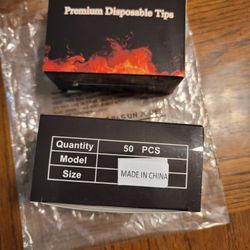 Premium Disposable Tips
Quantity 50 PCS
Model
Size MADE IN CHINA